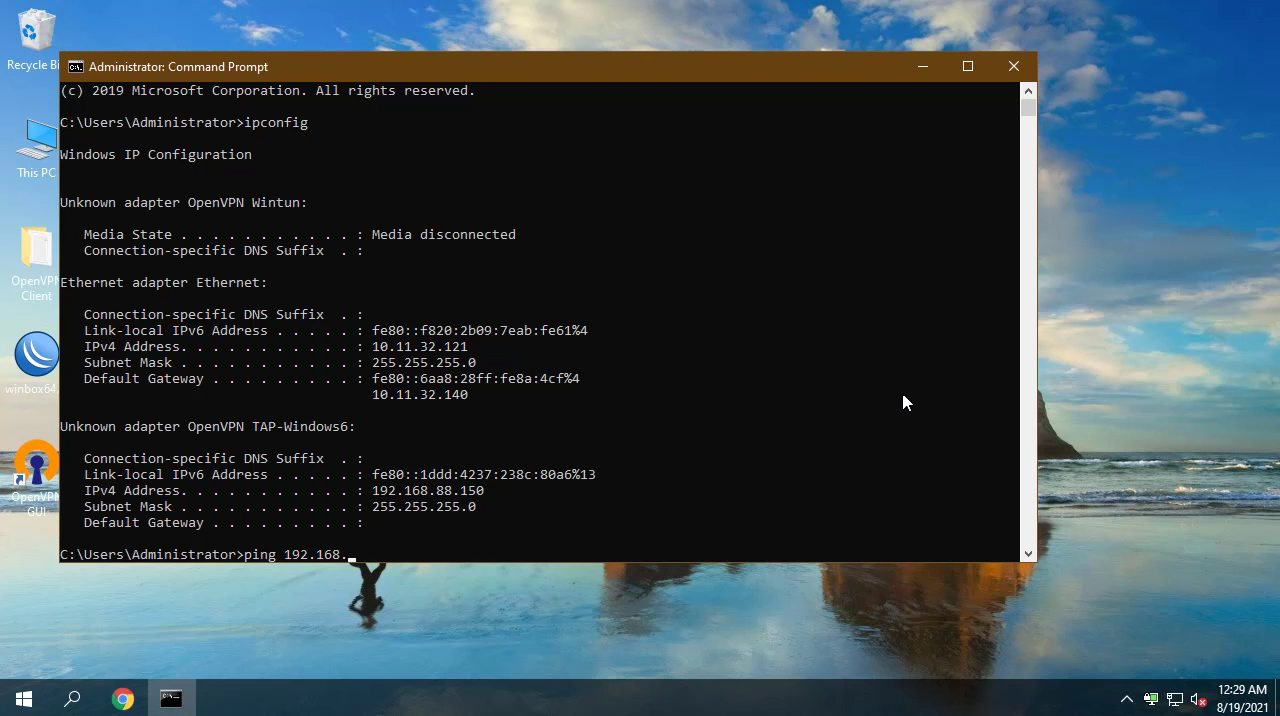 Recycle Bi
This PC
OpenVPN
Client
winbox64.
OpenVPN
GUI
Administrator: Command Prompt
(c) 2019 Microsoft Corporation. All rights reserved.
C:\Users\Administrator>ipconfig
Windows IP Configuration
Unknown adapter OpenVPN Wintun:
Media State . . . . . . . . . . . : Media disconnected
Connection-specific DNS Suffix  . :
Ethernet adapter Ethernet:
Connection-specific DNS Suffix  . :
Link-local IPv6 Address . . . . . : fe80::f820:2b09:7eab:fe61%4
IPv4 Address. . . . . . . . . . . : 10.11.32.121
Subnet Mask . . . . . . . . . . . : 255.255.255.0
Default Gateway . . . . . . . . . : fe80::6aa8:28ff:fe8a:4cf%4
10.11.32.140
Unknown adapter OpenVPN TAP-Windows6:
Connection-specific DNS Suffix  . :
Link-local IPv6 Address . . . . . : fe80::1ddd:4237:238c:80a6%13
IPv4 Address. . . . . . . . . . . : 192.168.88.150
Subnet Mask . . . . . . . . . . . : 255.255.255.0
Default Gateway . . . . . . . . . :
C:\Users\Administrator>ping 192.168._
12:29 AM
8/19/2021